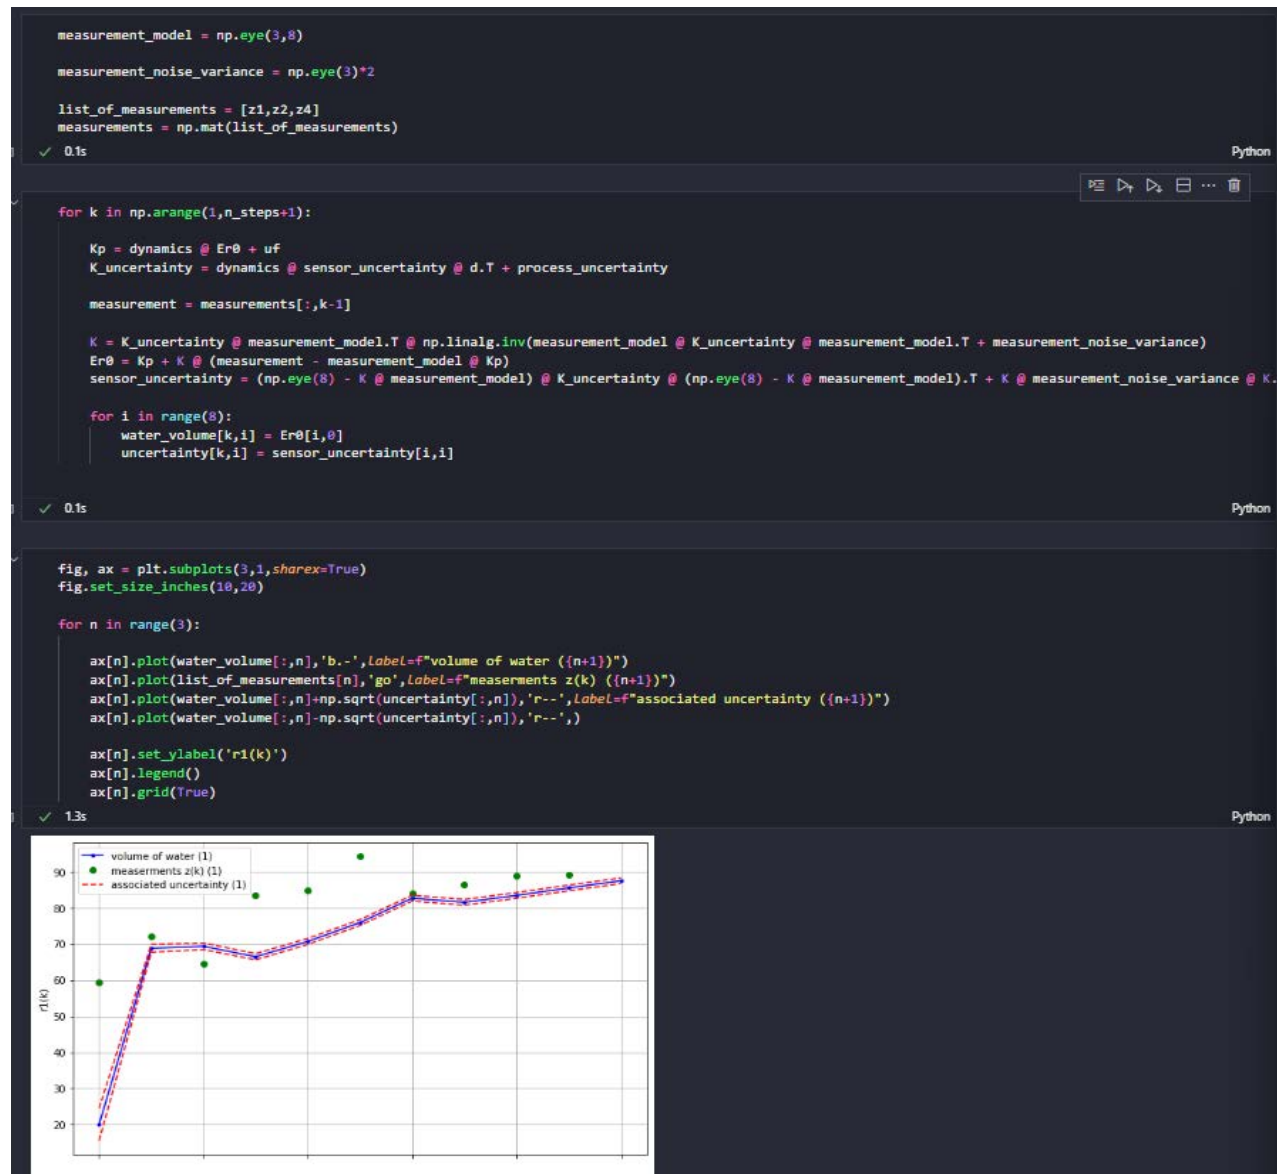 measurement_model = np.eye(3,8)
measurement_noise_variance = np.eye(3)*2
list_of_measurements = [z1,z2,z4]
measurements = np.mat(list_of_measurements)
0.1s
Python
for k in np.arange(1,n_steps+1):
Kp = dynamics @ Er0 + uf
K_uncertainty = dynamics @ sensor_uncertainty @ d.T + process_uncertainty
measurement = measurements[:,k-1]
K = K_uncertainty @ measurement_model.T @ np.linalg.inv(measurement_model @ K_uncertainty @ measurement_model.T + measurement_noise_variance)
Er0 = Kp + K @ (measurement - measurement_model @ Kp)
sensor_uncertainty = (np.eye(8) - K @ measurement_model) @ K_uncertainty @ (np.eye(8) - K @ measurement_model).T + K @ measurement_noise_variance @ K.
for i in range(8):
water_volume[k,i] = Er0[i,0]
uncertainty[k,i] = sensor_uncertainty[i,i]
0.1s
Python
fig, ax = plt.subplots(3,1,sharex=True)
fig.set_size_inches(10,20)
for n in range(3):
ax[n].plot(water_volume[:,n],'b.-',label=f"volume of water ({n+1})")
ax[n].plot(list_of_measurements[n],'go',label=f"measerments z(k) ({n+1})")
ax[n].plot(water_volume[:,n]+np.sqrt(uncertainty[:,n]),'r--',label=f"associated uncertainty ({n+1})")
ax[n].plot(water_volume[:,n]-np.sqrt(uncertainty[:,n]),'r--',)
ax[n].set_ylabel('r1(k)')
ax[n].legend()
ax[n].grid(True)
1.3s
Python
volume of water (1)
measerments z(k) (1)
associated uncertainty (1)
90
80
70
60
50
40
30
20
r1(k)